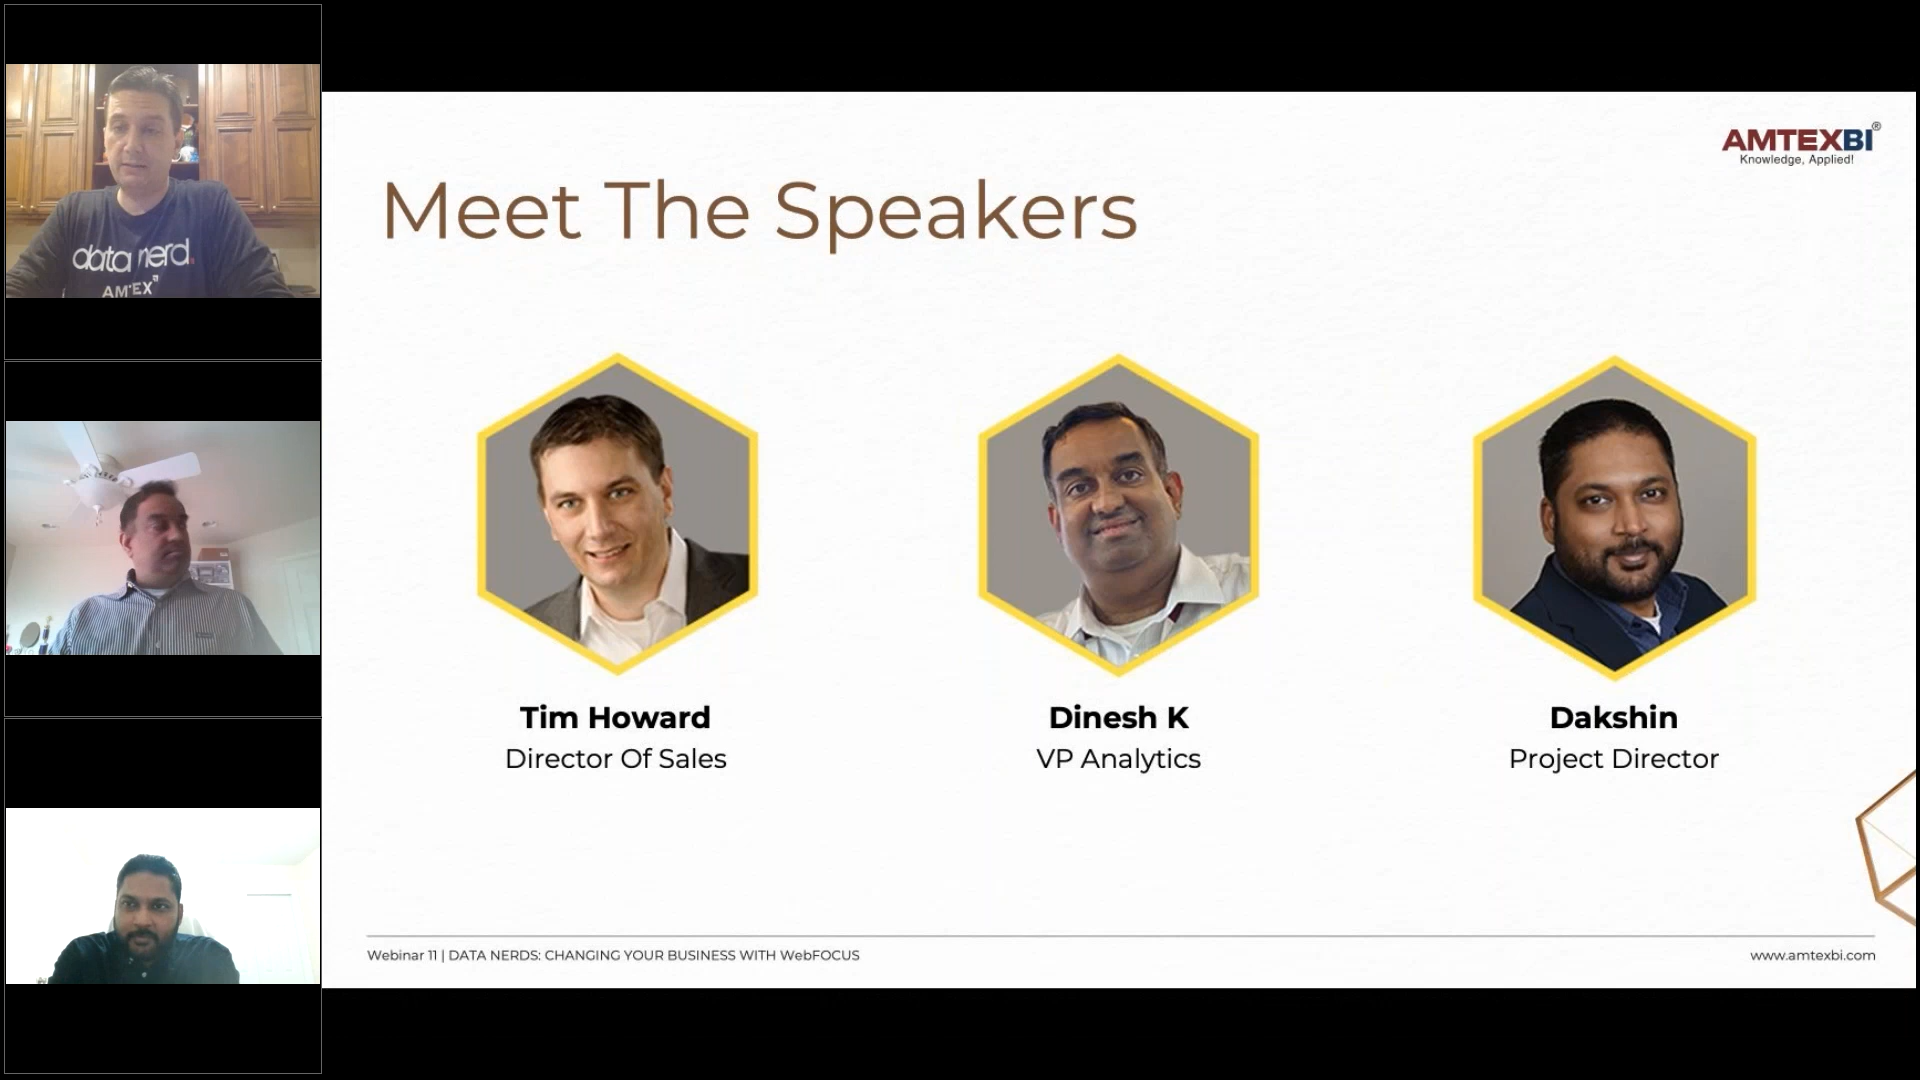 data nerd.
AMTEX
AMTEXBI®
Knowledge, Applied!
Meet The Speakers
Tim Howard
Director Of Sales
Dinesh K
VP Analytics
Dakshin
Project Director
Webinar 11 | DATA NERDS: CHANGING YOUR BUSINESS WITH WebFOCUS
www.amtexbi.com